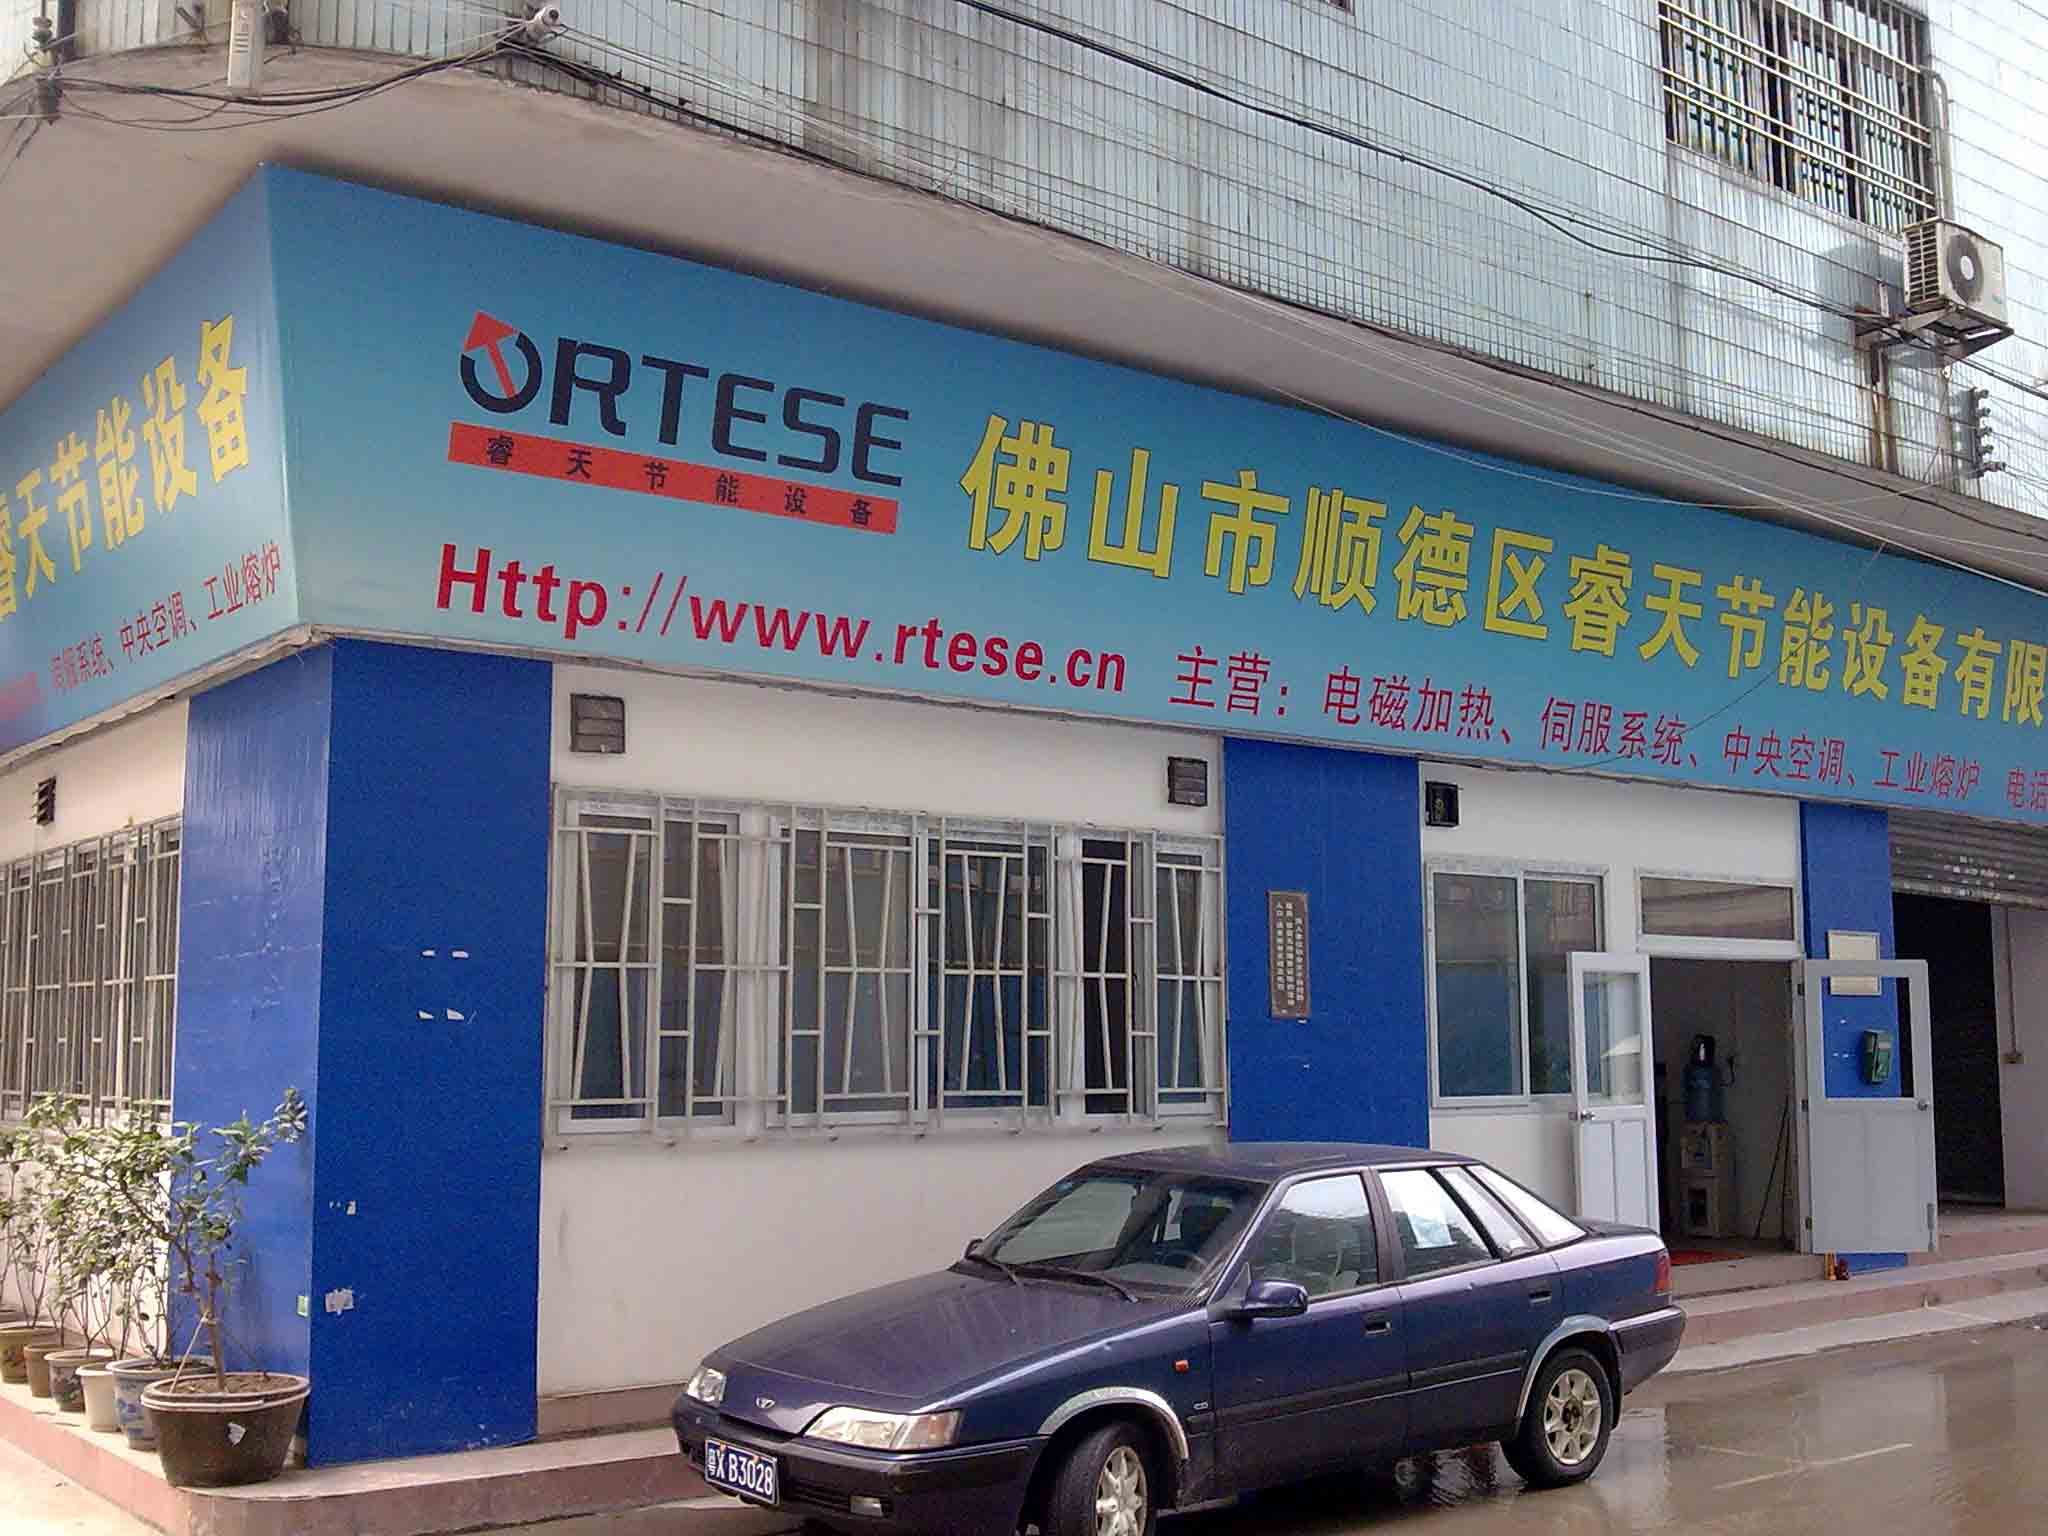 睿天节能设备
伺服系统、中央空调、工业熔炉
ORTESE
睿天节能设备
佛山市顺德区睿天节能设备有限
Http://www.rtese.cn
主营：电磁加热、伺服系统、中央空调、工业熔炉 电话
粤X B3028